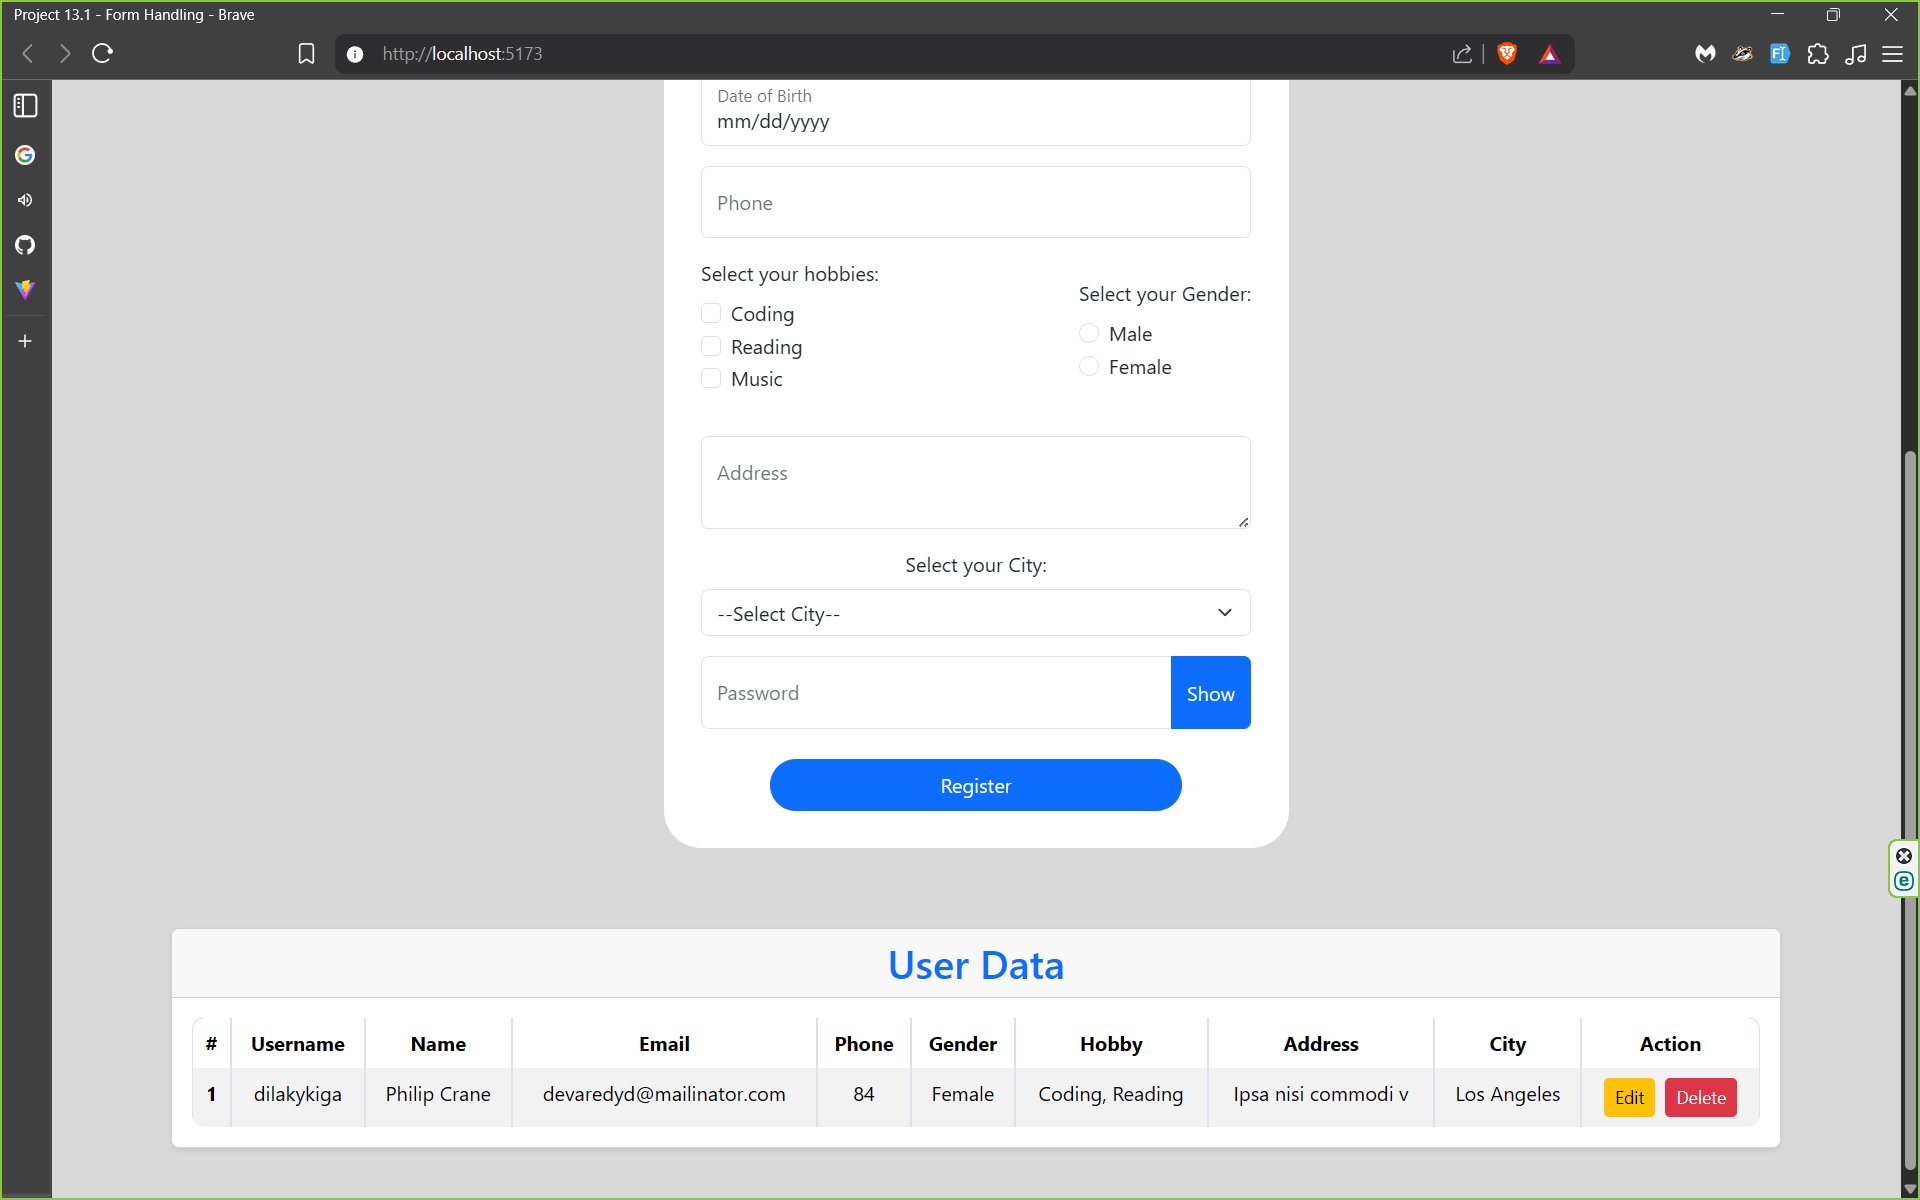 Project 13.1 - Form Handling - Brave
http://localhost:5173
Date of Birth
mm/dd/yyyy
Phone
Select your hobbies:
Coding
Reading
Music
Select your Gender:
Male
Female
Address
Select your City:
--Select City--
Password
Show
Register
User Data
# Username Name Email Phone Gender Hobby Address City Action
1 dilakykiga Philip Crane devaredyd@mailinator.com 84 Female Coding, Reading Ipsa nisi commodi v Los Angeles Edit Delete